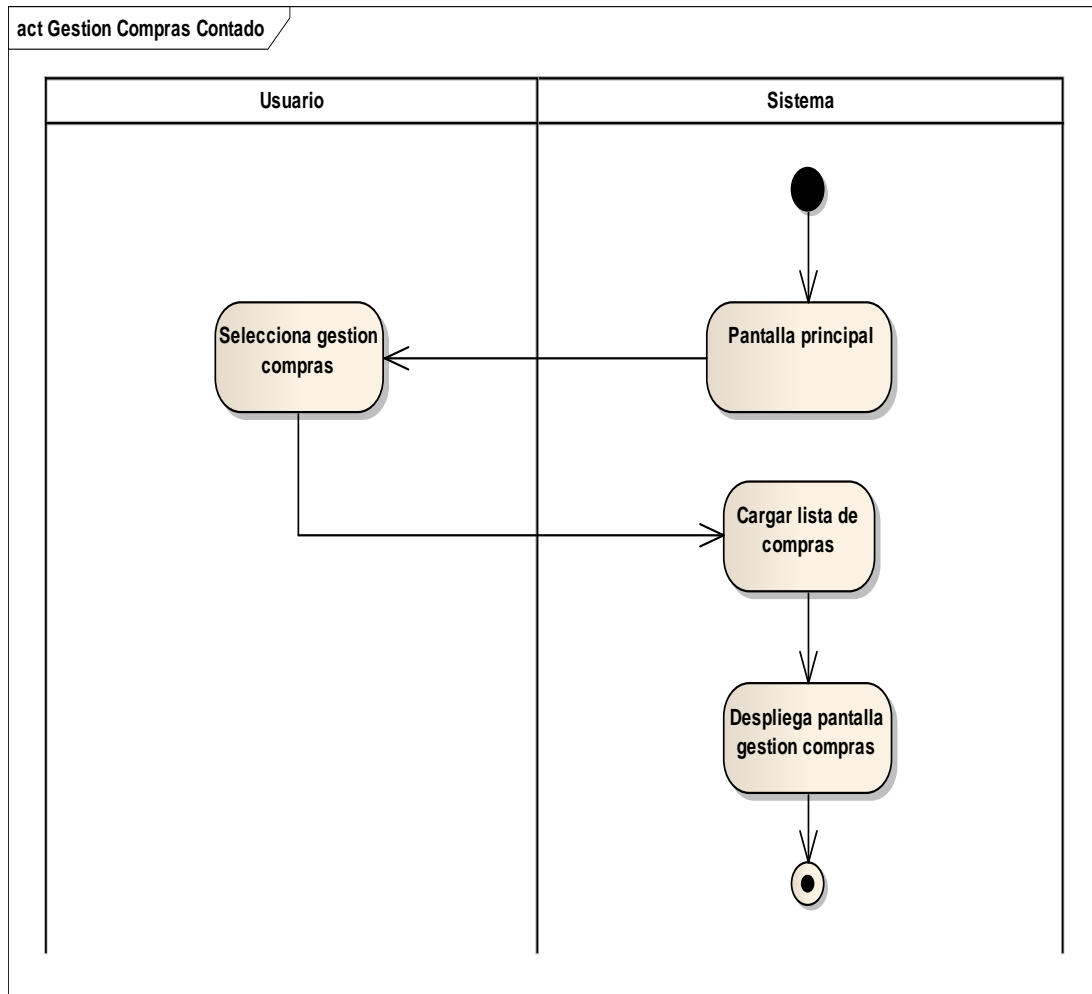 act Gestion Compras Contado
Usuario
Sistema
Selecciona gestion
compras
Pantalla principal
Cargar lista de
compras
Despliega pantalla
gestion compras